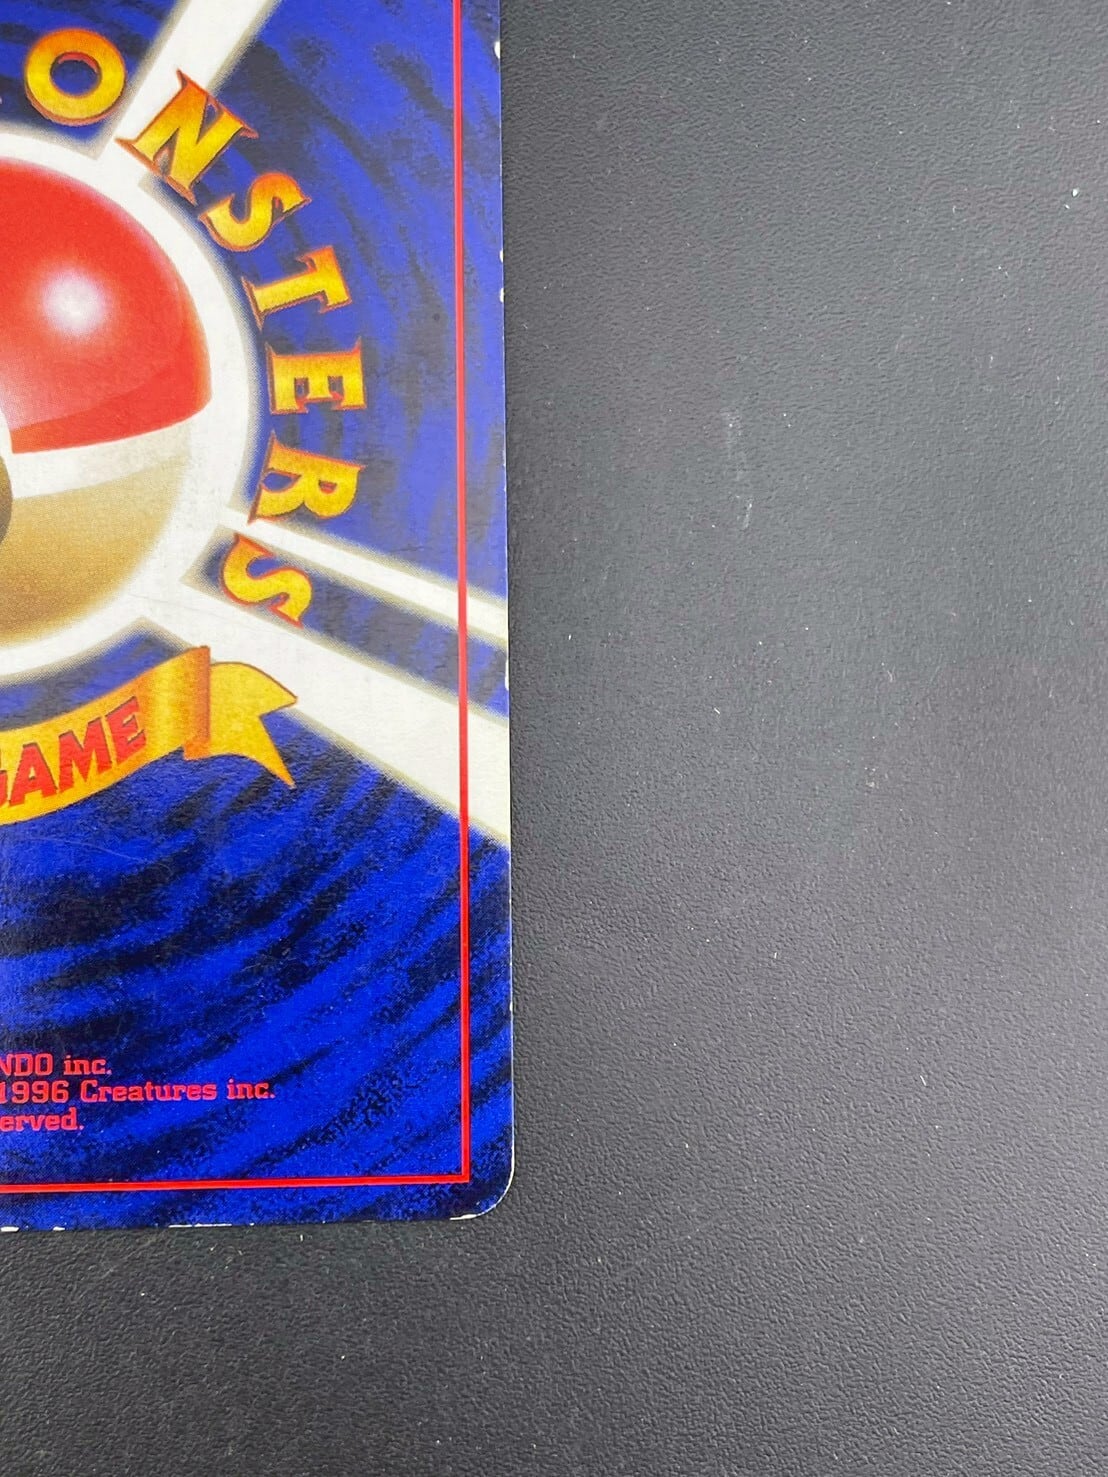 ONSTERS
GAME
NDO inc.
1996 Creatures inc.
erved.